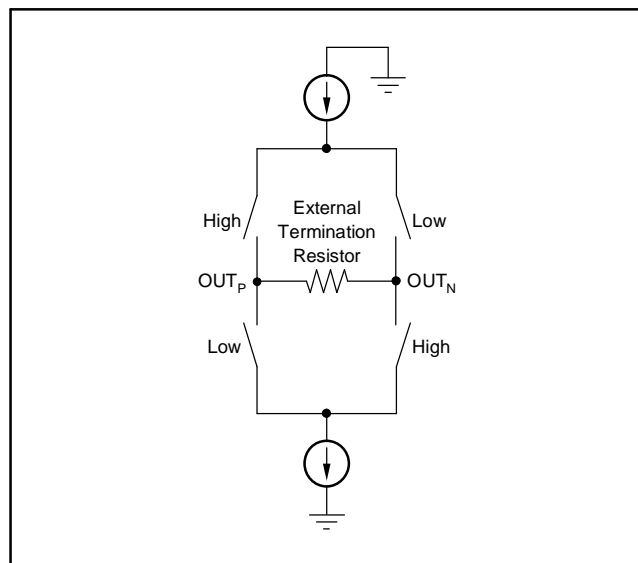 External
Termination
Resistor
High
Low
OUTP
OUTN
Low
High